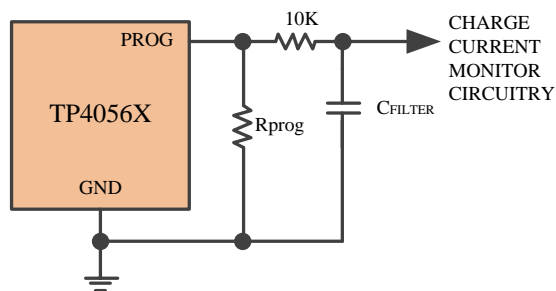 10K
PROG
CHARGE
CURRENT
MONITOR
CIRCUITRY
TP4056X
Rprog
CFILTER
GND